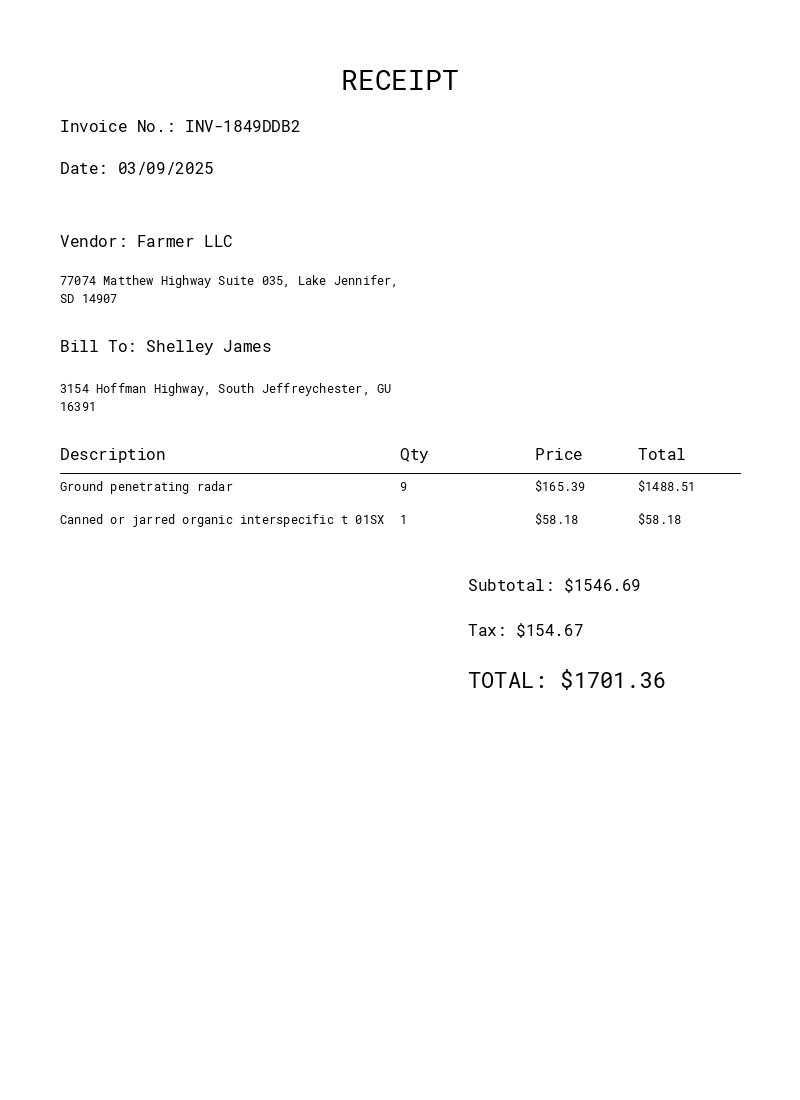 RECEIPT
Invoice No.: INV-1849DDB2
Date: 03/09/2025
Vendor: Farmer LLC
77074 Matthew Highway Suite 035, Lake Jennifer,
SD 14907
Bill To: Shelley James
3154 Hoffman Highway, South Jeffreychester, GU
16391
Description Qty Price Total
Ground penetrating radar 9 $165.39 $1488.51
Canned or jarred organic interspecific t 01SX 1 $58.18 $58.18
Subtotal: $1546.69
Tax: $154.67
TOTAL: $1701.36